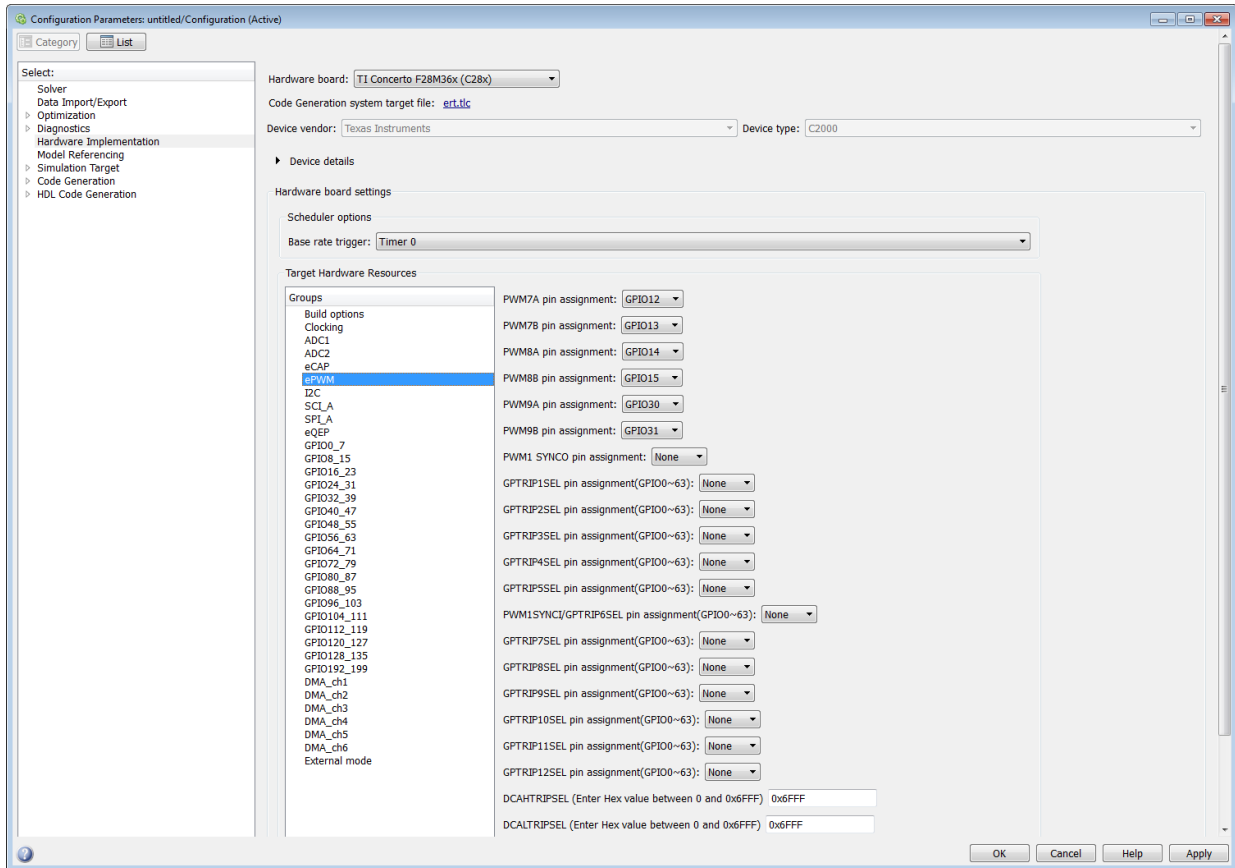 Configuration Parameters: untitled/Configuration (Active)
Category
List
Select:
Solver
Data Import/Export
Optimization
Diagnostics
Hardware Implementation
Model Referencing
Simulation Target
Code Generation
HDL Code Generation
Hardware board: TI Concerto F28M36x (C28x)
Code Generation system target file: ert.tlc
Device vendor: Texas Instruments Device type: C2000
Device details
Hardware board settings
Scheduler options
Base rate trigger: Timer 0
Target Hardware Resources
Groups
Build options
Clocking
ADC1
ADC2
eCAP
ePWM
I2C
SCI_A
SPI_A
eQEP
GPIO0_7
GPIO8_15
GPIO16_23
GPIO24_31
GPIO32_39
GPIO40_47
GPIO48_55
GPIO56_63
GPIO64_71
GPIO72_79
GPIO80_87
GPIO88_95
GPIO96_103
GPIO104_111
GPIO112_119
GPIO120_127
GPIO128_135
GPIO192_199
DMA_ch1
DMA_ch2
DMA_ch3
DMA_ch4
DMA_ch5
DMA_ch6
External mode
PWM7A pin assignment: GPIO12
PWM7B pin assignment: GPIO13
PWM8A pin assignment: GPIO14
PWM8B pin assignment: GPIO15
PWM9A pin assignment: GPIO30
PWM9B pin assignment: GPIO31
PWM1 SYNCO pin assignment: None
GPTRIP1SEL pin assignment(GPIO0~63): None
GPTRIP2SEL pin assignment(GPIO0~63): None
GPTRIP3SEL pin assignment(GPIO0~63): None
GPTRIP4SEL pin assignment(GPIO0~63): None
GPTRIP5SEL pin assignment(GPIO0~63): None
PWM1SYNCI/GPTRIP6SEL pin assignment(GPIO0~63): None
GPTRIP7SEL pin assignment(GPIO0~63): None
GPTRIP8SEL pin assignment(GPIO0~63): None
GPTRIP9SEL pin assignment(GPIO0~63): None
GPTRIP10SEL pin assignment(GPIO0~63): None
GPTRIP11SEL pin assignment(GPIO0~63): None
GPTRIP12SEL pin assignment(GPIO0~63): None
DCAHTRIPSEL (Enter Hex value between 0 and 0x6FFF) 0x6FFF
DCALTRIPSEL (Enter Hex value between 0 and 0x6FFF) 0x6FFF
OK
Cancel
Help
Apply